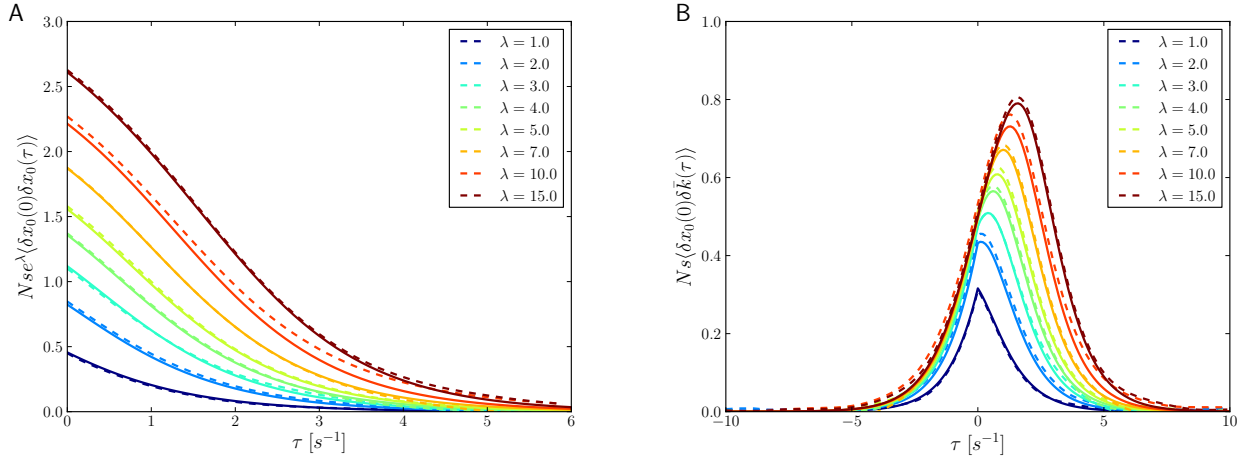 A
3.0
2.5
2.0
1.5
1.0
0.5
0.0
0 1 2 3 4 5 6
τ [s⁻¹]
Nse^λ⟨δx₀(0)δx₀(τ)⟩
λ = 1.0
λ = 2.0
λ = 3.0
λ = 4.0
λ = 5.0
λ = 7.0
λ = 10.0
λ = 15.0
B
1.0
0.8
0.6
0.4
0.2
0.0
−10 −5 0 5 10
τ [s⁻¹]
Ns⟨δx₀(0)δk̄(τ)⟩
λ = 1.0
λ = 2.0
λ = 3.0
λ = 4.0
λ = 5.0
λ = 7.0
λ = 10.0
λ = 15.0